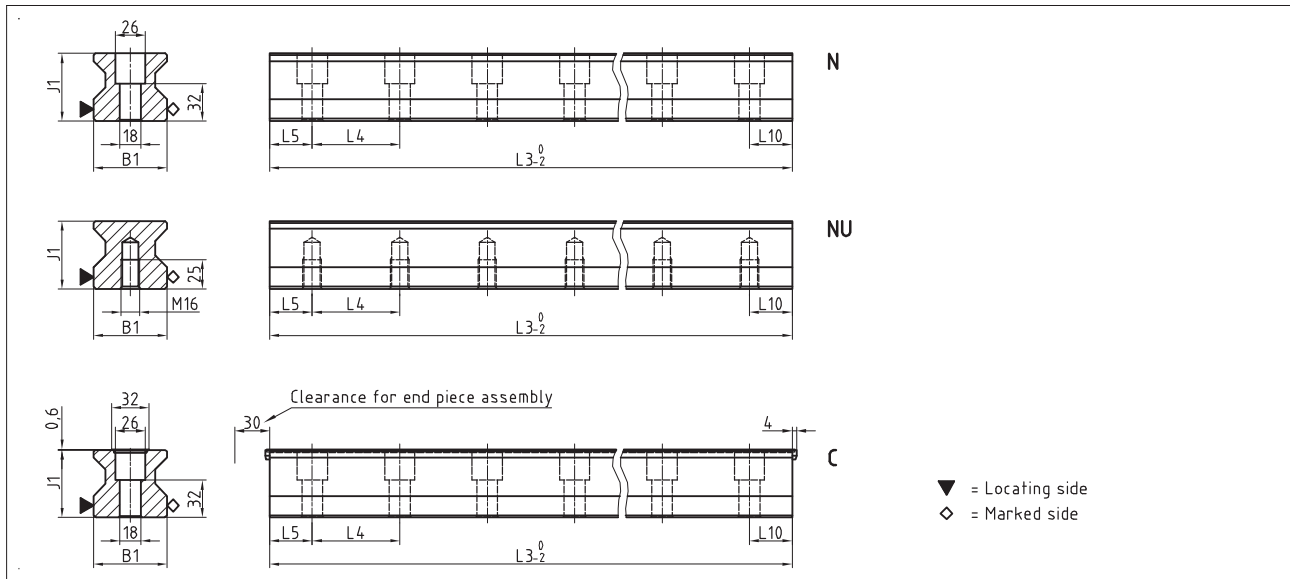 26
J1
32
18
B1
L5
L4
L10
L3 0 -2
N
J1
25
M16
B1
L5
L4
L10
L3 0 -2
NU
Clearance for end piece assembly
32
26
0,6
30
4
J1
32
18
B1
L5
L4
L10
L3 0 -2
C
= Locating side
= Marked side